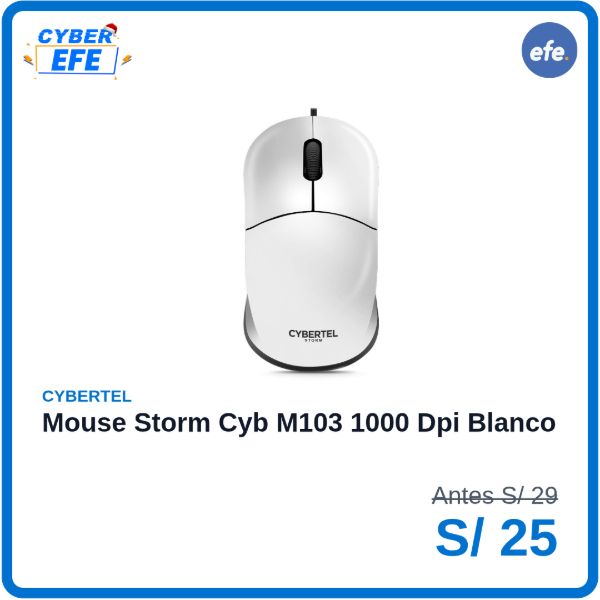 CYBER
EFE
efe.
CYBERTEL
STORM
CYBERTEL
Mouse Storm Cyb M103 1000 Dpi Blanco
Antes S/ 29
S/ 25